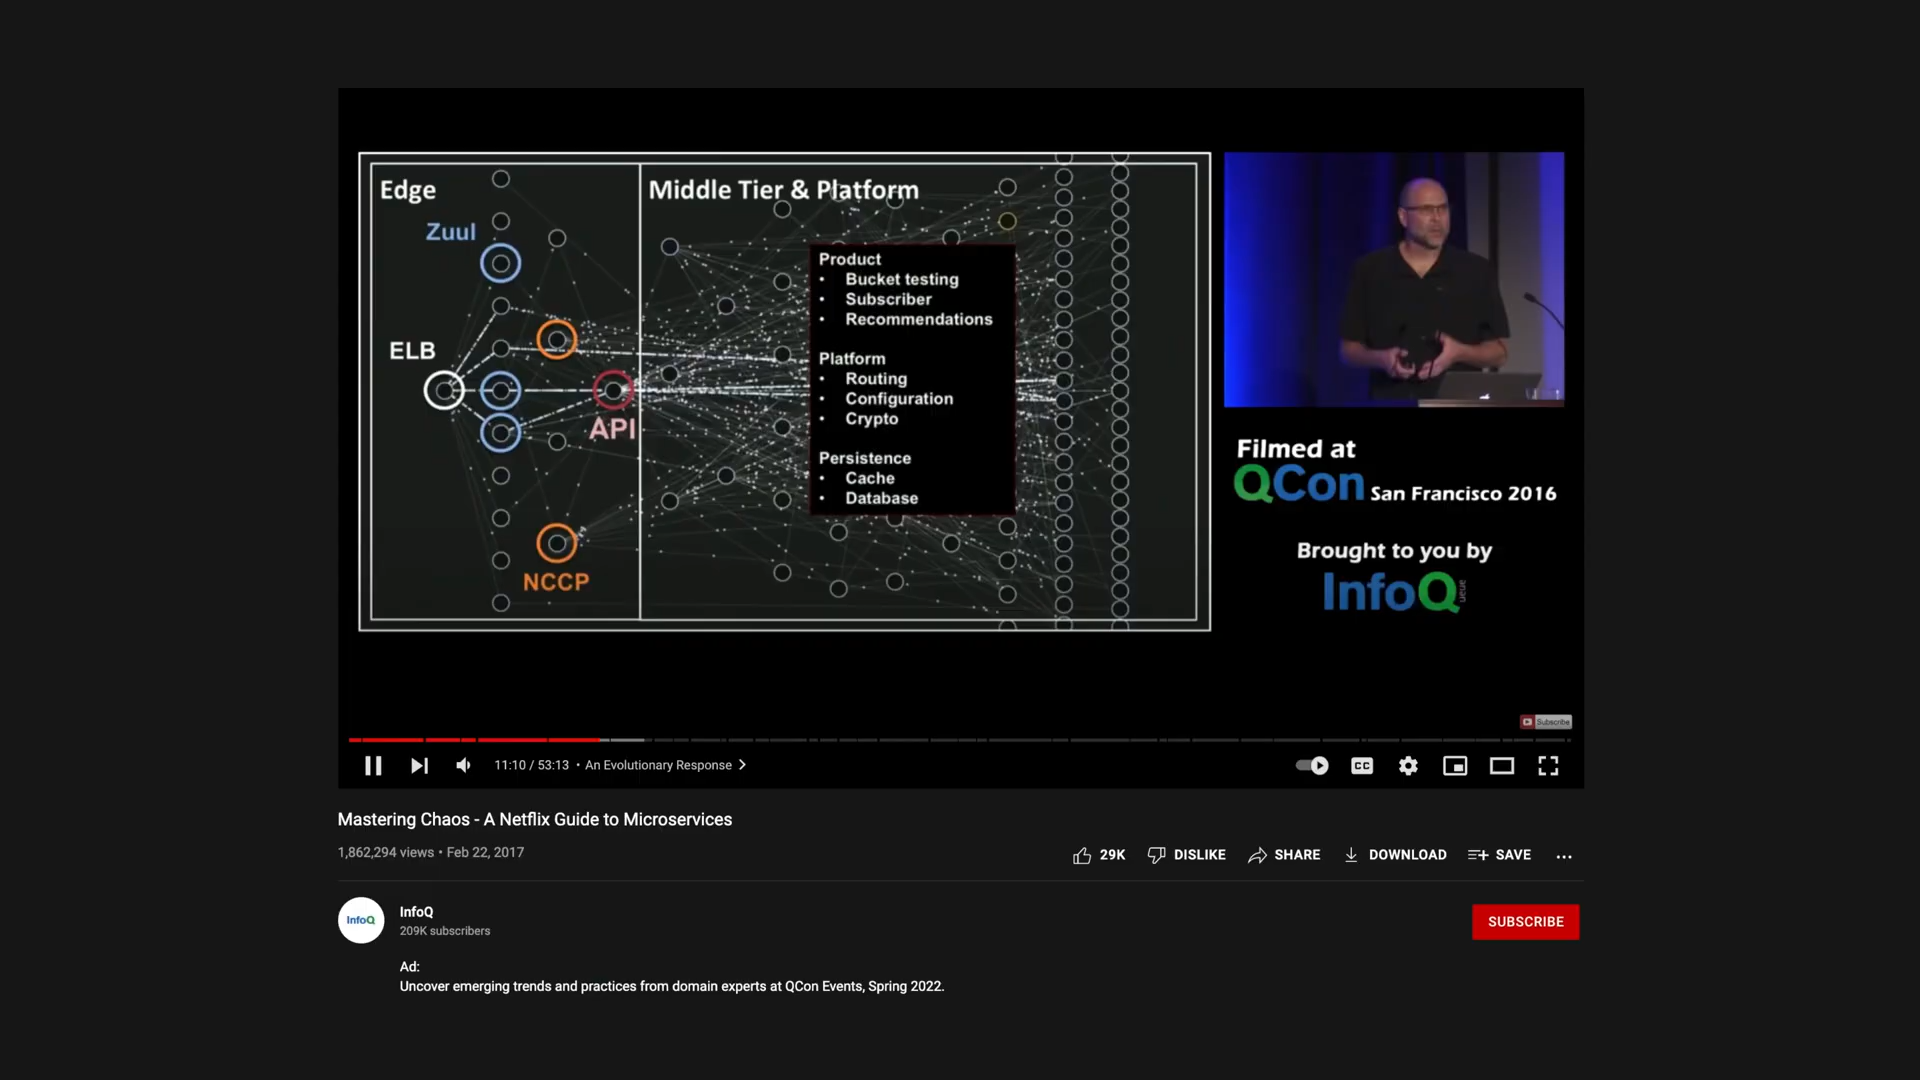 Edge
Middle Tier & Platform
Zuul
ELB
API
NCCP
Product
• Bucket testing
• Subscriber
• Recommendations
Platform
• Routing
• Configuration
• Crypto
Persistence
• Cache
• Database
Filmed at
QCon San Francisco 2016
Brought to you by
InfoQ
Subscribe
11:10 / 53:13 • An Evolutionary Response
CC
Mastering Chaos - A Netflix Guide to Microservices
1,862,294 views • Feb 22, 2017
29K DISLIKE SHARE DOWNLOAD SAVE ...
InfoQ
InfoQ
209K subscribers
SUBSCRIBE
Ad:
Uncover emerging trends and practices from domain experts at QCon Events, Spring 2022.